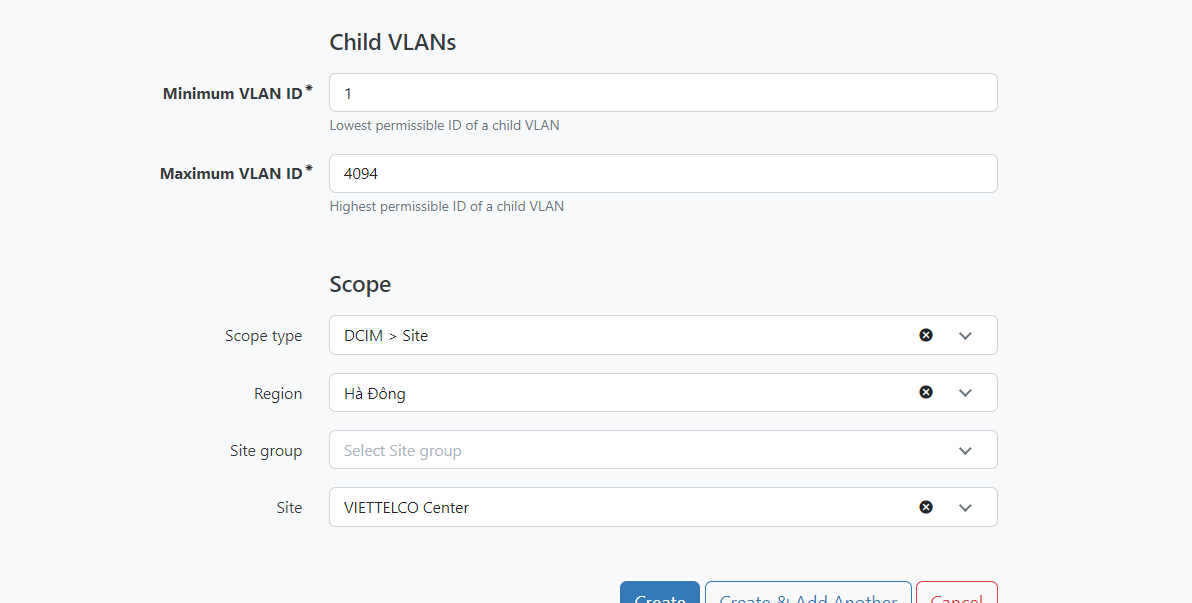 Child VLANs
Minimum VLAN ID*
1
Lowest permissible ID of a child VLAN
Maximum VLAN ID*
4094
Highest permissible ID of a child VLAN
Scope
Scope type
DCIM > Site
Region
Hà Đông
Site group
Select Site group
Site
VIETTELCO Center
Create
Create & Add Another
Cancel